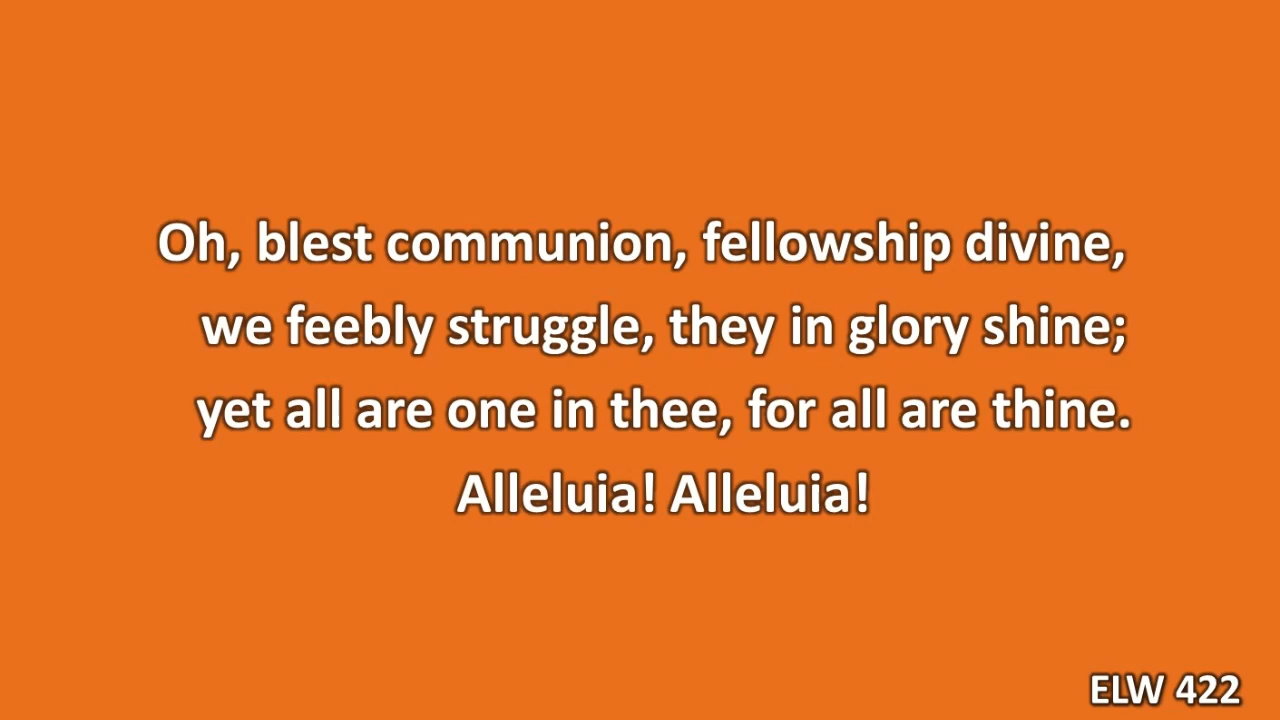 Oh, blest communion, fellowship divine,
we feebly struggle, they in glory shine;
yet all are one in thee, for all are thine.
Alleluia! Alleluia!
ELW 422